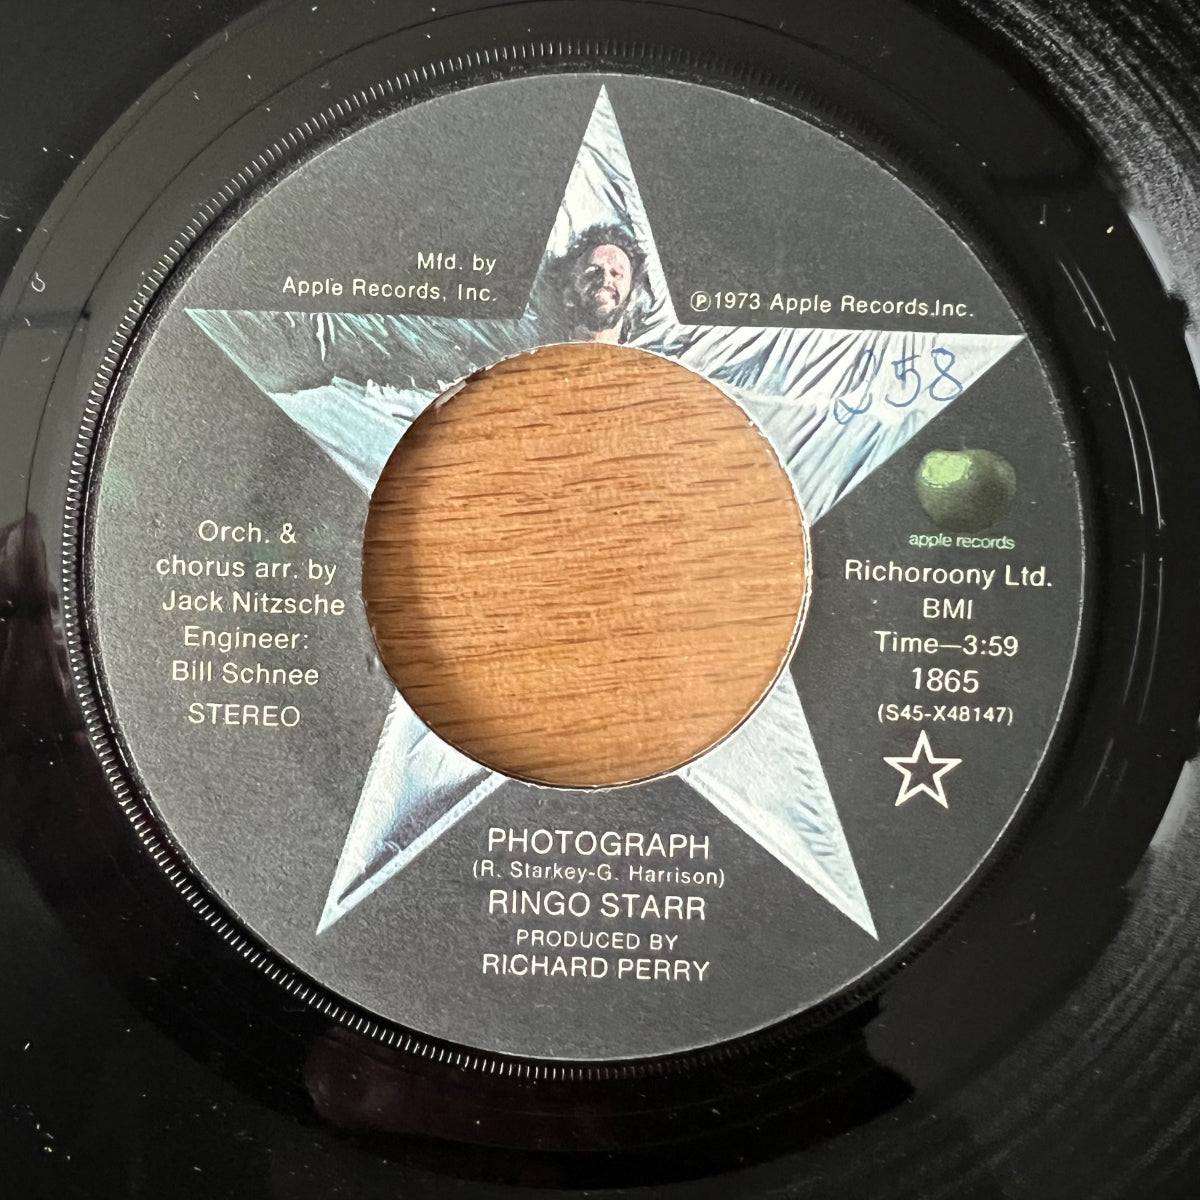 Mfd. by
Apple Records, Inc.
Ⓟ1973 Apple Records,Inc.
258
apple records
Orch. &
chorus arr. by
Jack Nitzsche
Engineer:
Bill Schnee
STEREO
Richoroony Ltd.
BMI
Time—3:59
1865
(S45-X48147)
PHOTOGRAPH
(R. Starkey-G. Harrison)
RINGO STARR
PRODUCED BY
RICHARD PERRY